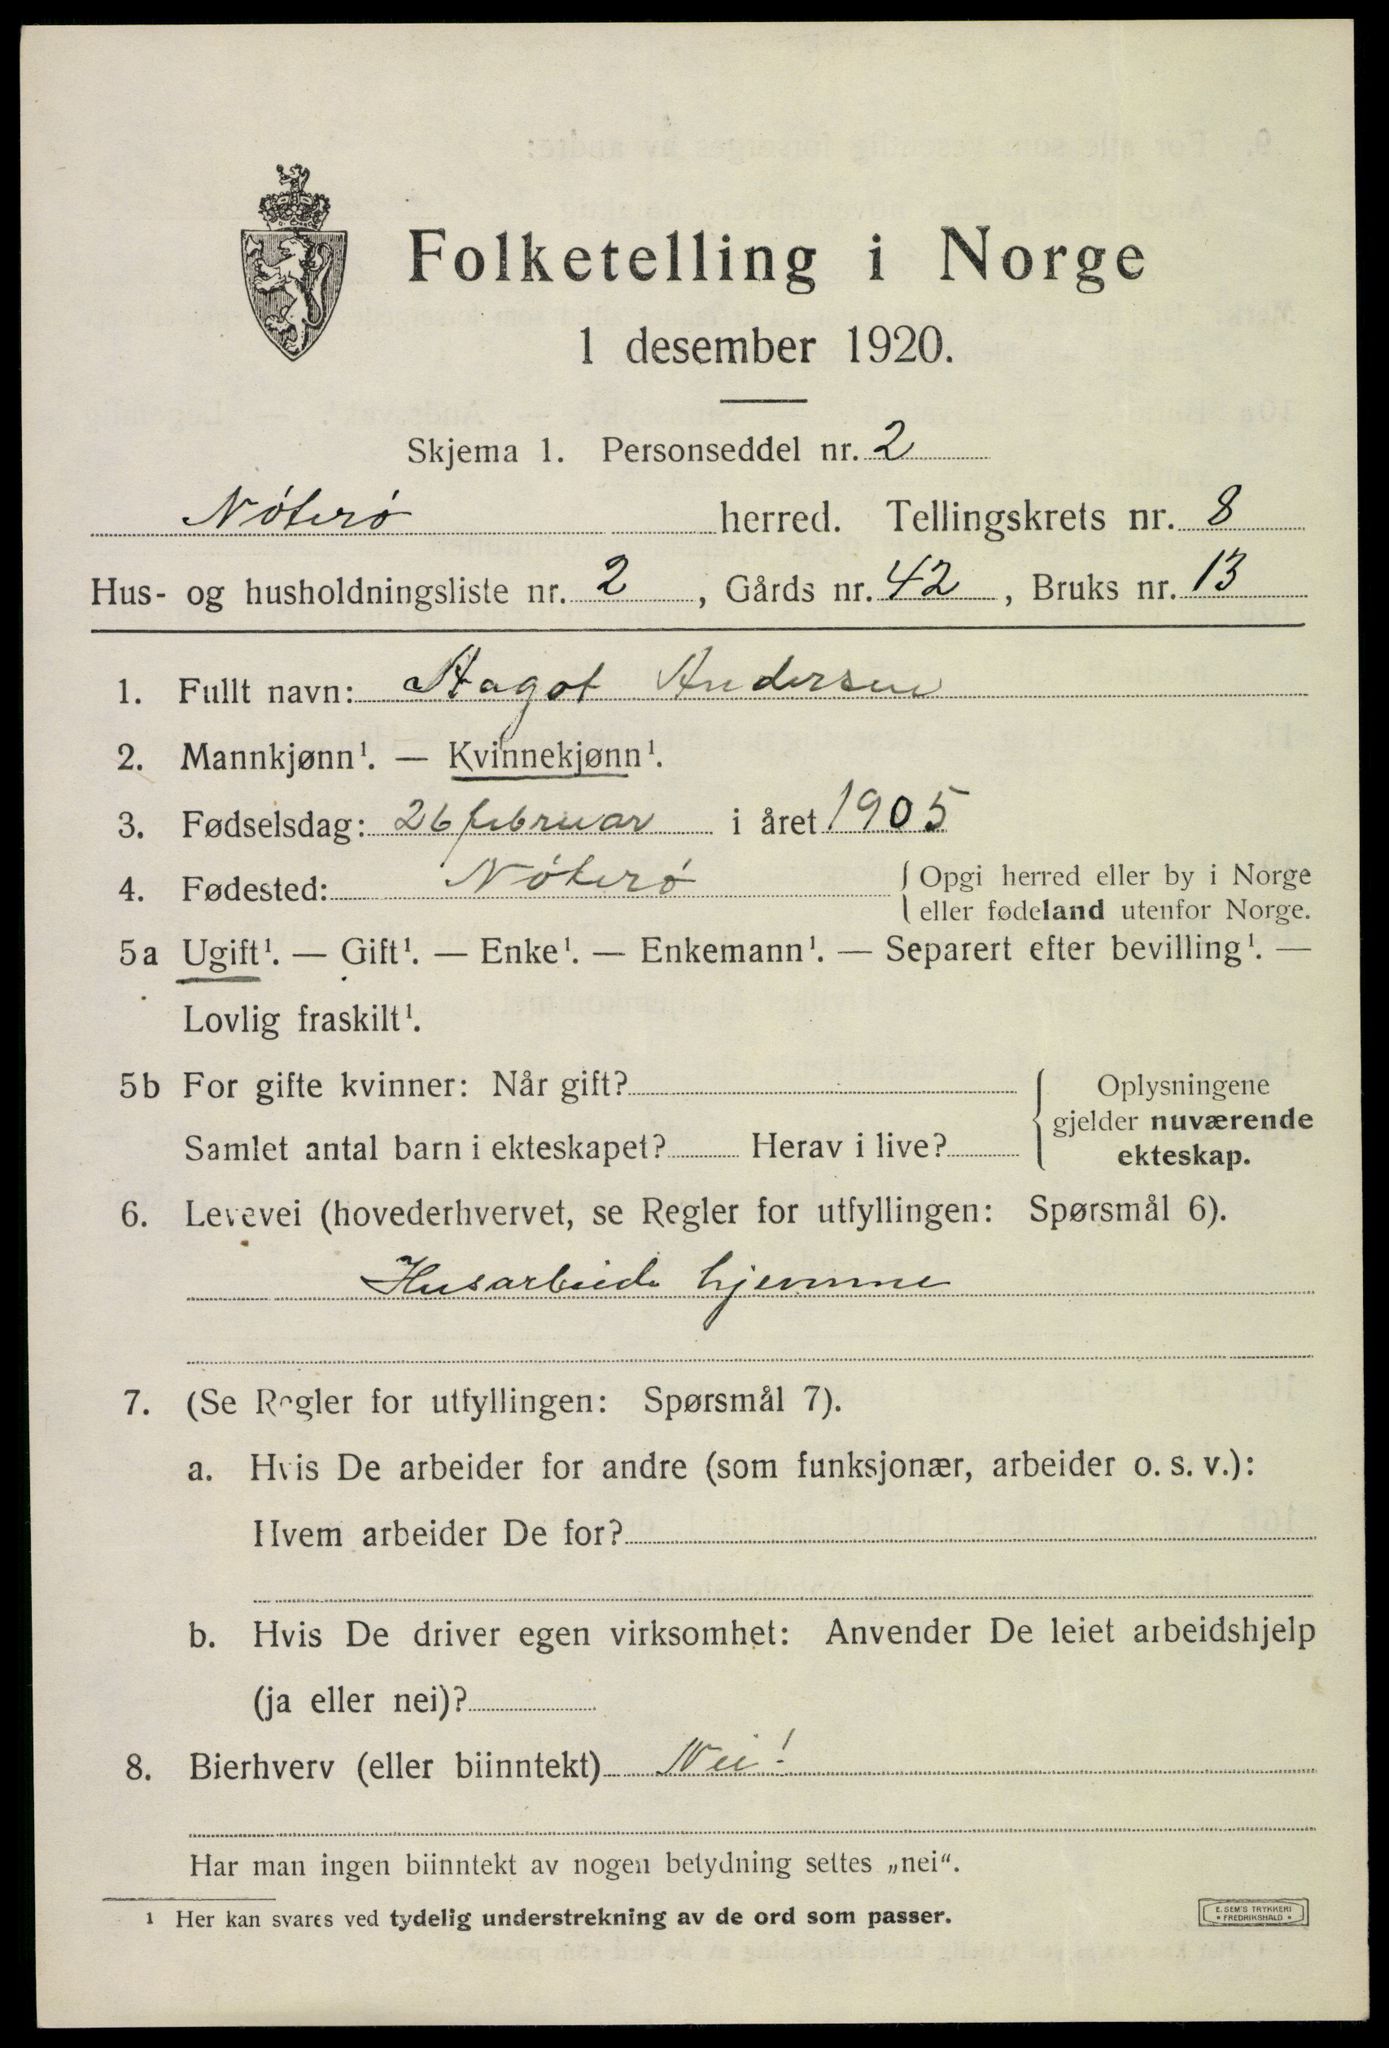 Folketelling i Norge
1 desember 1920.
Skjema 1. Personseddel nr. 2
Nøterø herred. Tellingskrets nr. 8
Hus- og husholdningsliste nr. 2, Gårds nr. 42, Bruks nr. 13
1. Fullt navn: Aagot Andersen
2. Mannkjønn¹. — Kvinnekjønn¹.
3. Fødselsdag: 26 februar i året 1905
4. Fødested: Nøterø { Opgi herred eller by i Norge
eller fødeland utenfor Norge.
5a Ugift¹. — Gift¹. — Enke¹. — Enkemann¹. — Separert efter bevilling¹. —
Lovlig fraskilt¹.
5b For gifte kvinner: Når gift? { Oplysningene
gjelder nuværende
Samlet antal barn i ekteskapet? Herav i live? ekteskap.
6. Levevei (hovederhvervet, se Regler for utfyllingen: Spørsmål 6).
Husarbeide hjemme
7. (Se Regler for utfyllingen: Spørsmål 7).
a. Hvis De arbeider for andre (som funksjonær, arbeider o. s. v.):
Hvem arbeider De for?
b. Hvis De driver egen virksomhet: Anvender De leiet arbeidshjelp
(ja eller nei)?
8. Bierhverv (eller biinntekt) Nei!
Har man ingen biinntekt av nogen betydning settes „nei“.
¹ Her kan svares ved tydelig understrekning av de ord som passer.
E. SEM'S TRYKKERI
FREDRIKSHALD